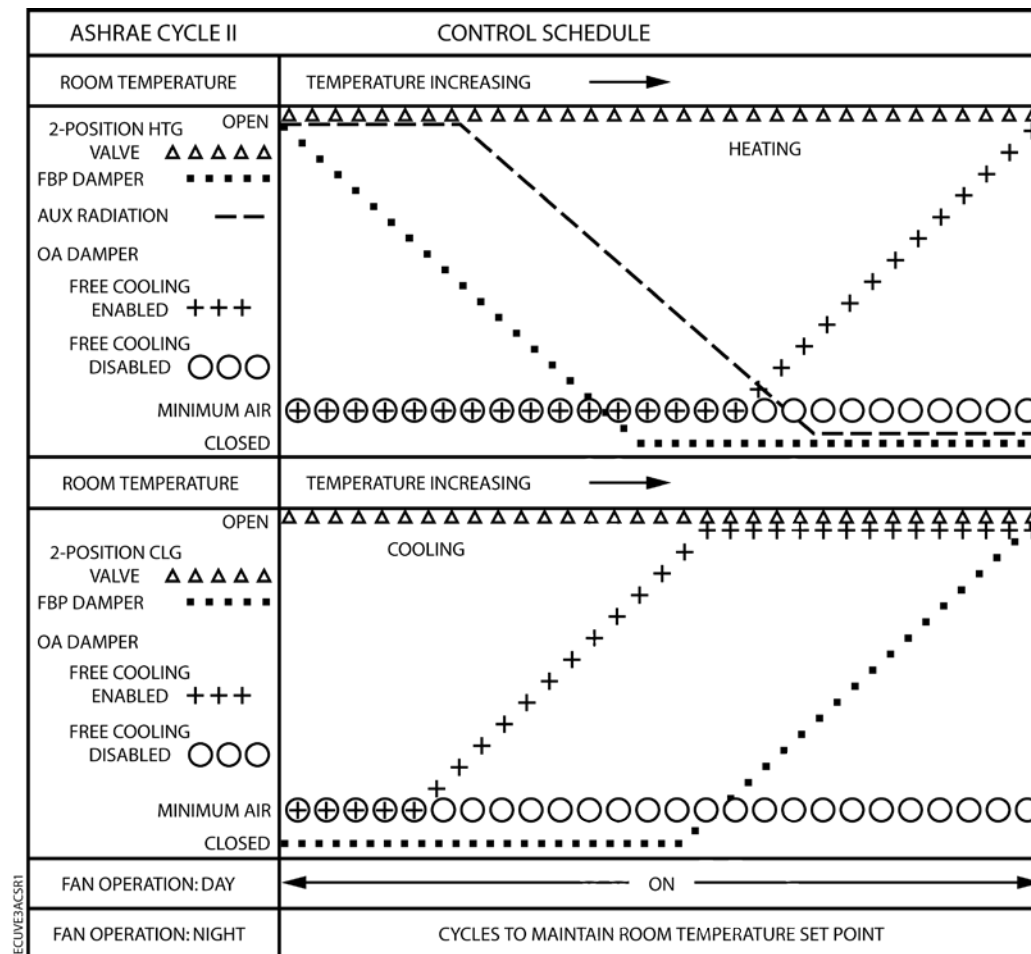 ASHRAE CYCLE II CONTROL SCHEDULE
ROOM TEMPERATURE TEMPERATURE INCREASING
OPEN
2-POSITION HTG
VALVE
HEATING
FBP DAMPER
AUX RADIATION
OA DAMPER
FREE COOLING
ENABLED
FREE COOLING
DISABLED
MINIMUM AIR
CLOSED
ROOM TEMPERATURE TEMPERATURE INCREASING
OPEN
2-POSITION CLG
COOLING
VALVE
FBP DAMPER
OA DAMPER
FREE COOLING
ENABLED
FREE COOLING
DISABLED
MINIMUM AIR
CLOSED
FAN OPERATION: DAY ON
FAN OPERATION: NIGHT CYCLES TO MAINTAIN ROOM TEMPERATURE SET POINT
ECUVE3ACSR1